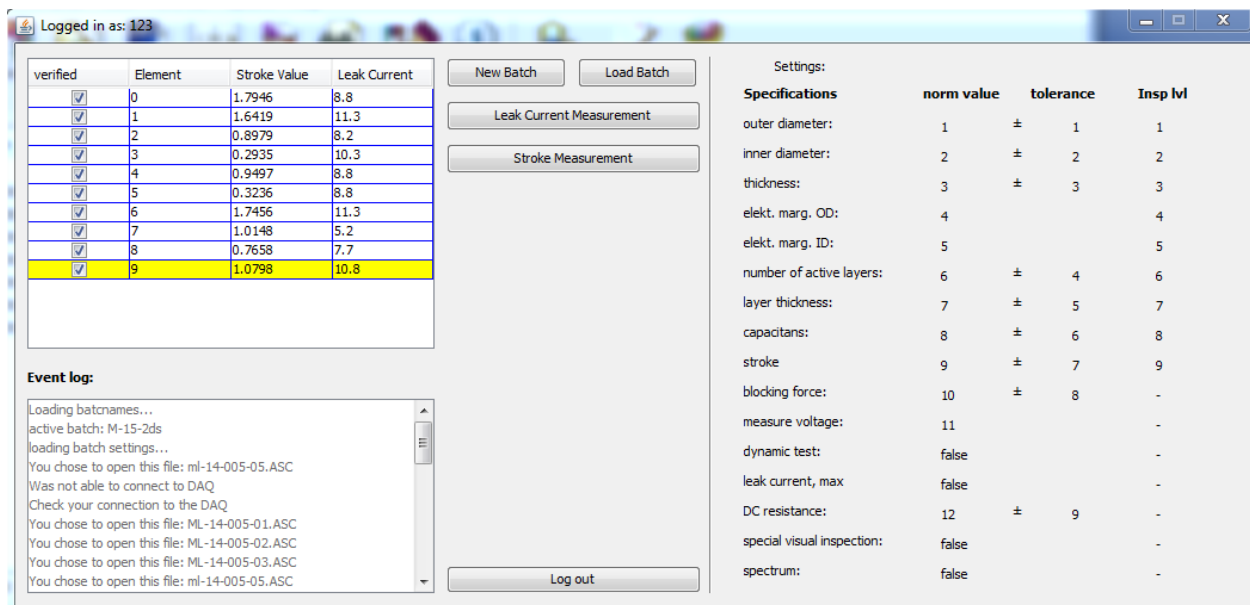 Logged in as: 123
verified Element Stroke Value Leak Current
0 1.7946 8.8
1 1.6419 11.3
2 0.8979 8.2
3 0.2935 10.3
4 0.9497 8.8
5 0.3236 8.8
6 1.7456 11.3
7 1.0148 5.2
8 0.7658 7.7
9 1.0798 10.8
Event log:
Loading batcnames...
active batch: M-15-2ds
loading batch settings...
You chose to open this file: ml-14-005-05.ASC
Was not able to connect to DAQ
Check your connection to the DAQ
You chose to open this file: ML-14-005-01.ASC
You chose to open this file: ML-14-005-02.ASC
You chose to open this file: ML-14-005-03.ASC
You chose to open this file: ml-14-005-05.ASC
New Batch Load Batch
Leak Current Measurement
Stroke Measurement
Log out
Settings:
Specifications norm value tolerance Insp lvl
outer diameter: 1 ± 1 1
inner diameter: 2 ± 2 2
thickness: 3 ± 3 3
elekt. marg. OD: 4 4
elekt. marg. ID: 5 5
number of active layers: 6 ± 4 6
layer thickness: 7 ± 5 7
capacitans: 8 ± 6 8
stroke 9 ± 7 9
blocking force: 10 ± 8 -
measure voltage: 11 -
dynamic test: false -
leak current, max false -
DC resistance: 12 ± 9 -
special visual inspection: false -
spectrum: false -